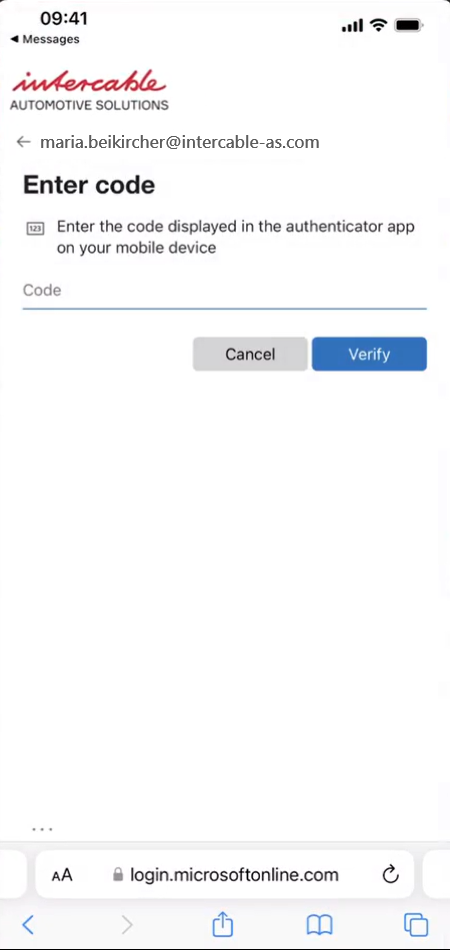 09:41
◀ Messages
intercable
AUTOMOTIVE SOLUTIONS
← maria.beikircher@intercable-as.com
Enter code
123
Enter the code displayed in the authenticator app
on your mobile device
Code
Cancel
Verify
...
AA
login.microsoftonline.com